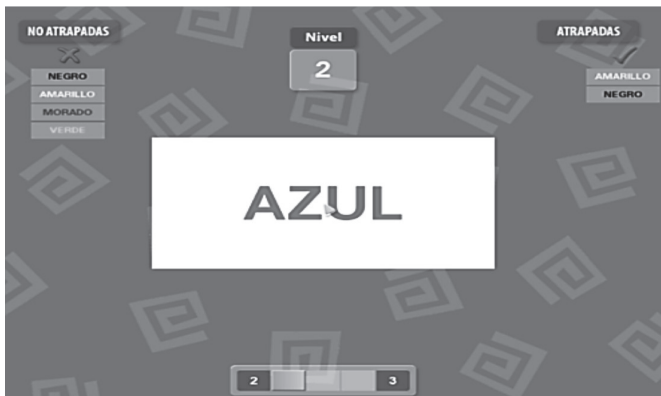 NO ATRAPADAS
NEGRO
AMARILLO
MORADO
VERDE
Nivel
2
ATRAPADAS
AMARILLO
NEGRO
AZUL
2
3